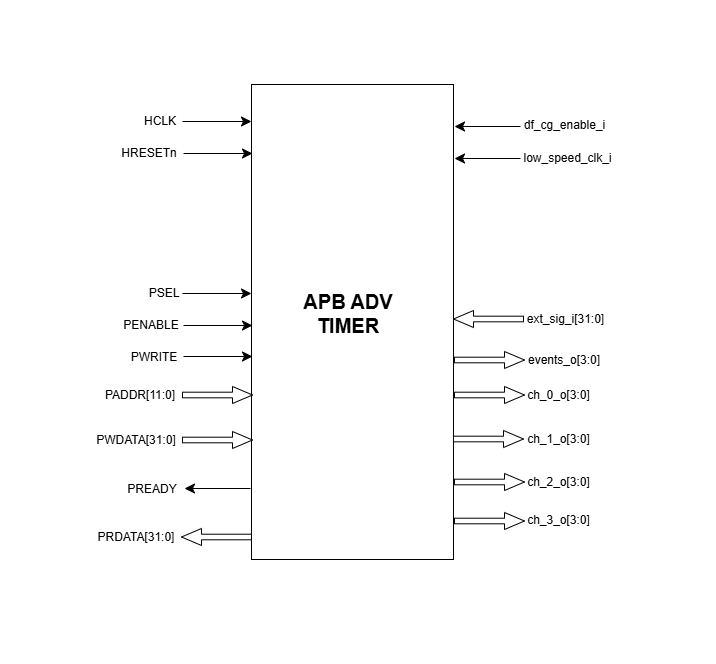 HCLK
HRESETn
PSEL
PENABLE
PWRITE
PADDR[11:0]
PWDATA[31:0]
PREADY
PRDATA[31:0]
APB ADV
TIMER
df_cg_enable_i
low_speed_clk_i
ext_sig_i[31:0]
events_o[3:0]
ch_0_o[3:0]
ch_1_o[3:0]
ch_2_o[3:0]
ch_3_o[3:0]